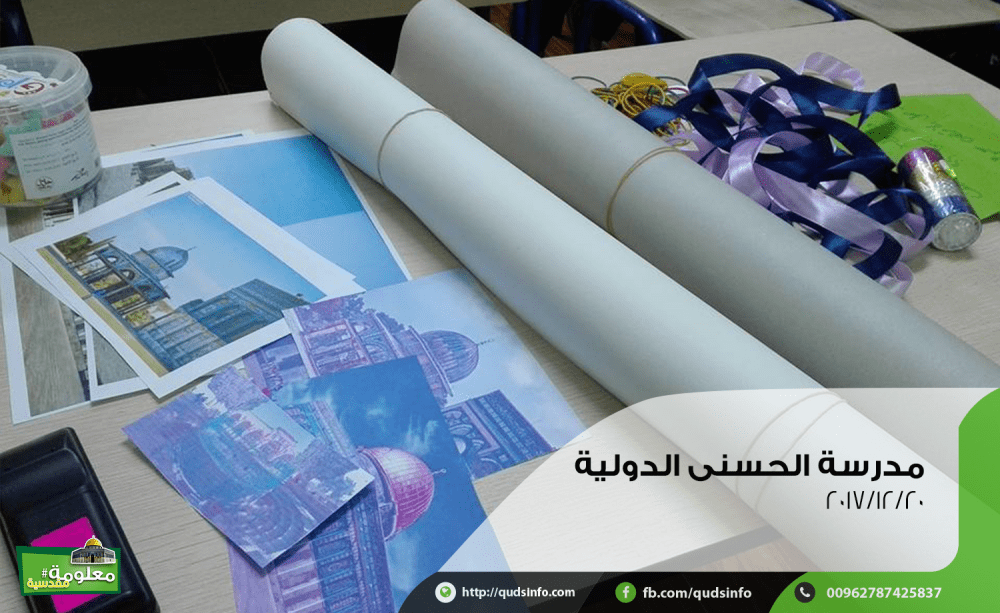 مدرسة الحسنى الدولية
٢٠١٧/١٢/٢٠
#معلومة
مقدسية
http://qudsinfo.com
fb.com/qudsinfo
00962787425837